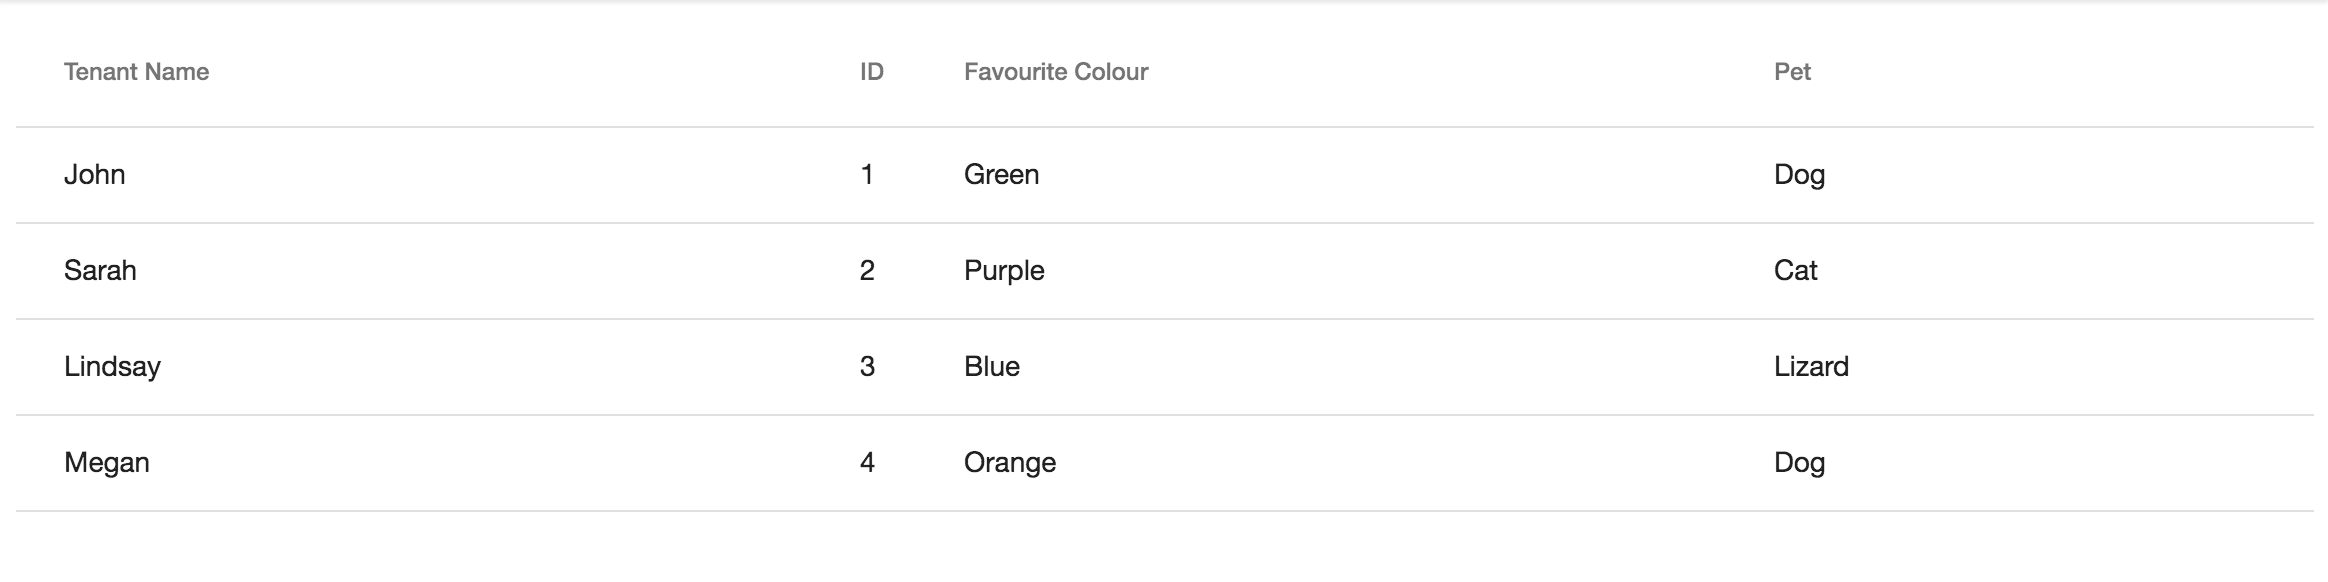 Tenant Name ID Favourite Colour Pet
John 1 Green Dog
Sarah 2 Purple Cat
Lindsay 3 Blue Lizard
Megan 4 Orange Dog